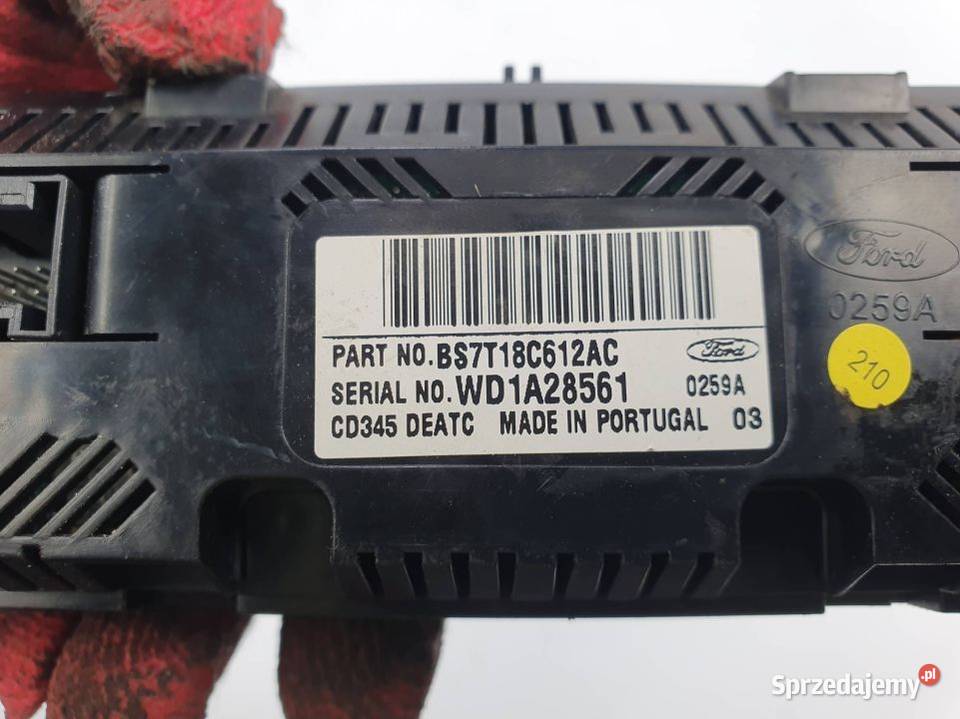 Ford
0259A
210
PART NO.BS7T18C612AC
Ford
SERIAL NO.WD1A28561
0259A
CD345 DEATC MADE IN PORTUGAL 03
Sprzedajemy.pl